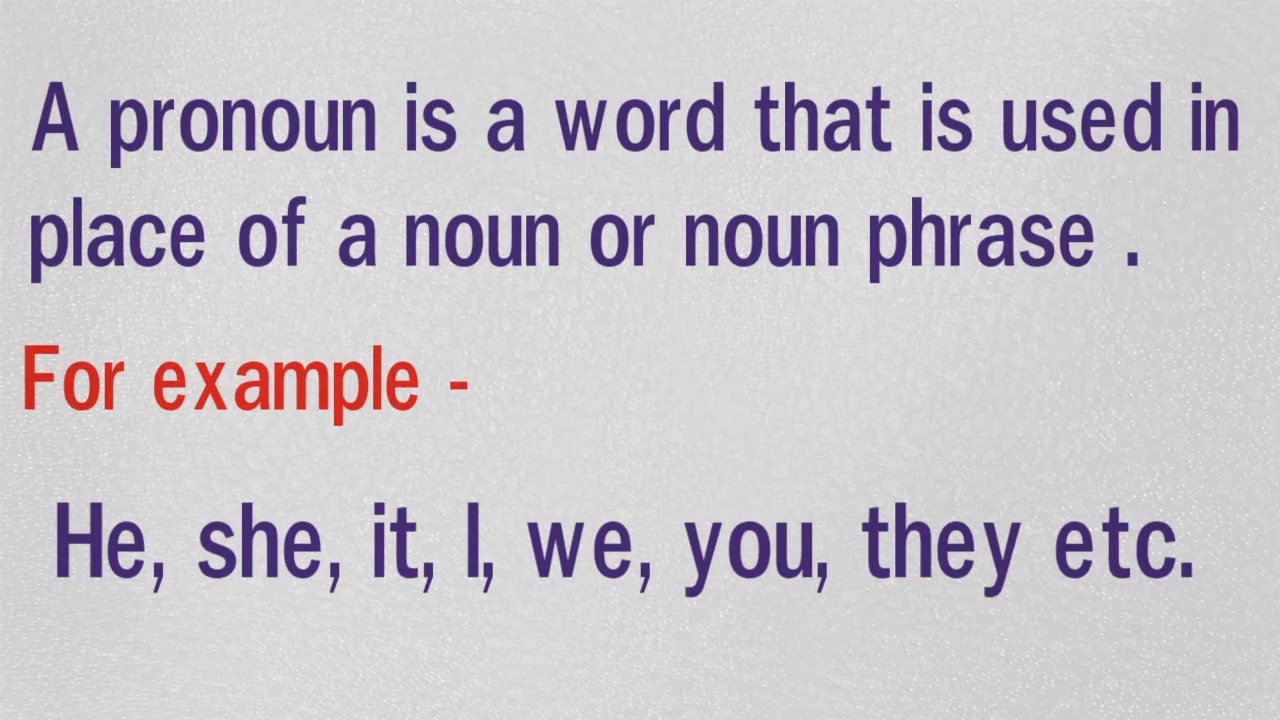 A pronoun is a word that is used in
place of a noun or noun phrase .
For example -
He, she, it, I, we, you, they etc.